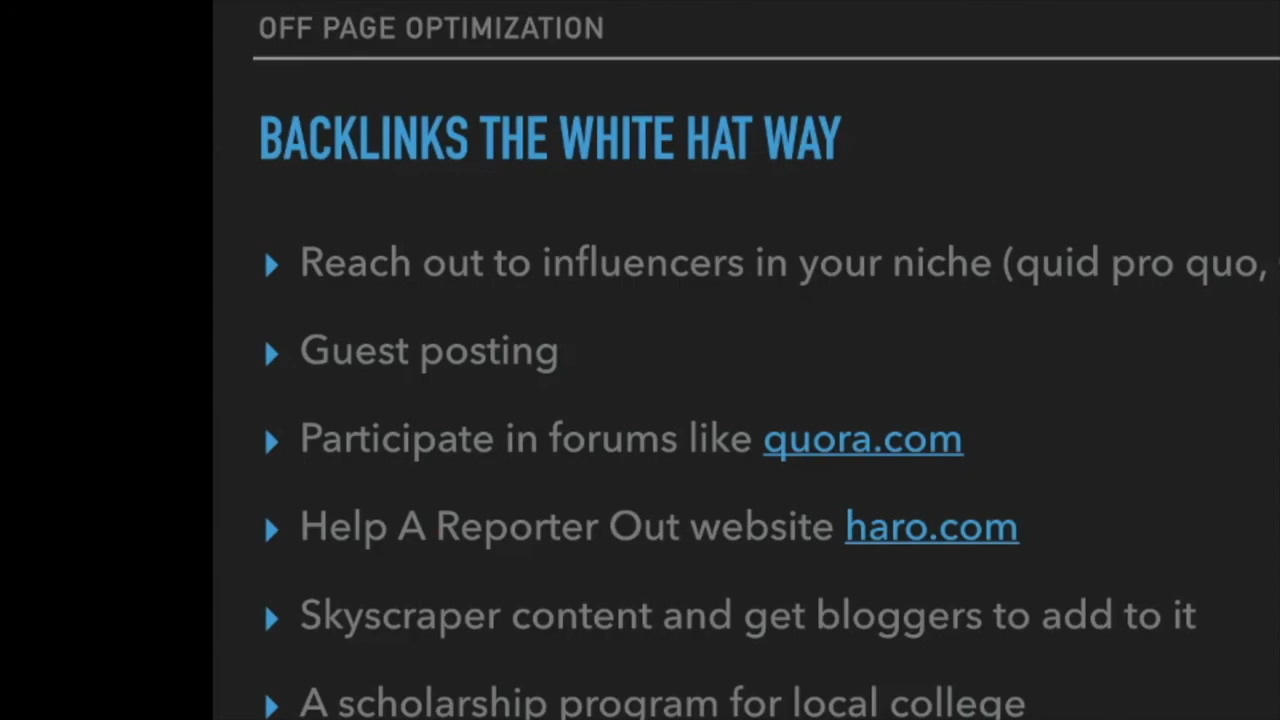 OFF PAGE OPTIMIZATION
BACKLINKS THE WHITE HAT WAY
Reach out to influencers in your niche (quid pro quo,
Guest posting
Participate in forums like quora.com
Help A Reporter Out website haro.com
Skyscraper content and get bloggers to add to it
A scholarship program for local college